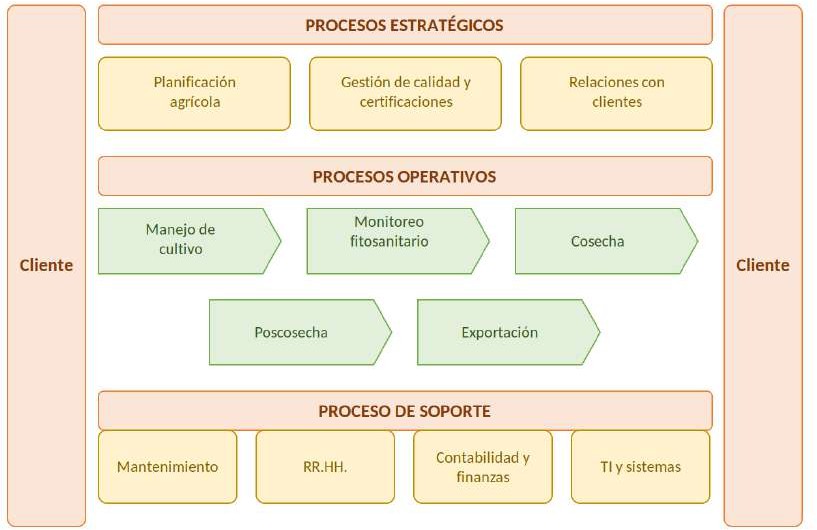 PROCESOS ESTRATÉGICOS
Planificación
agrícola
Gestión de calidad y
certificaciones
Relaciones con
clientes
PROCESOS OPERATIVOS
Manejo de
cultivo
Monitoreo
fitosanitario
Cosecha
Cliente
Cliente
Poscosecha
Exportación
PROCESO DE SOPORTE
Mantenimiento
RR.HH.
Contabilidad y
finanzas
TI y sistemas